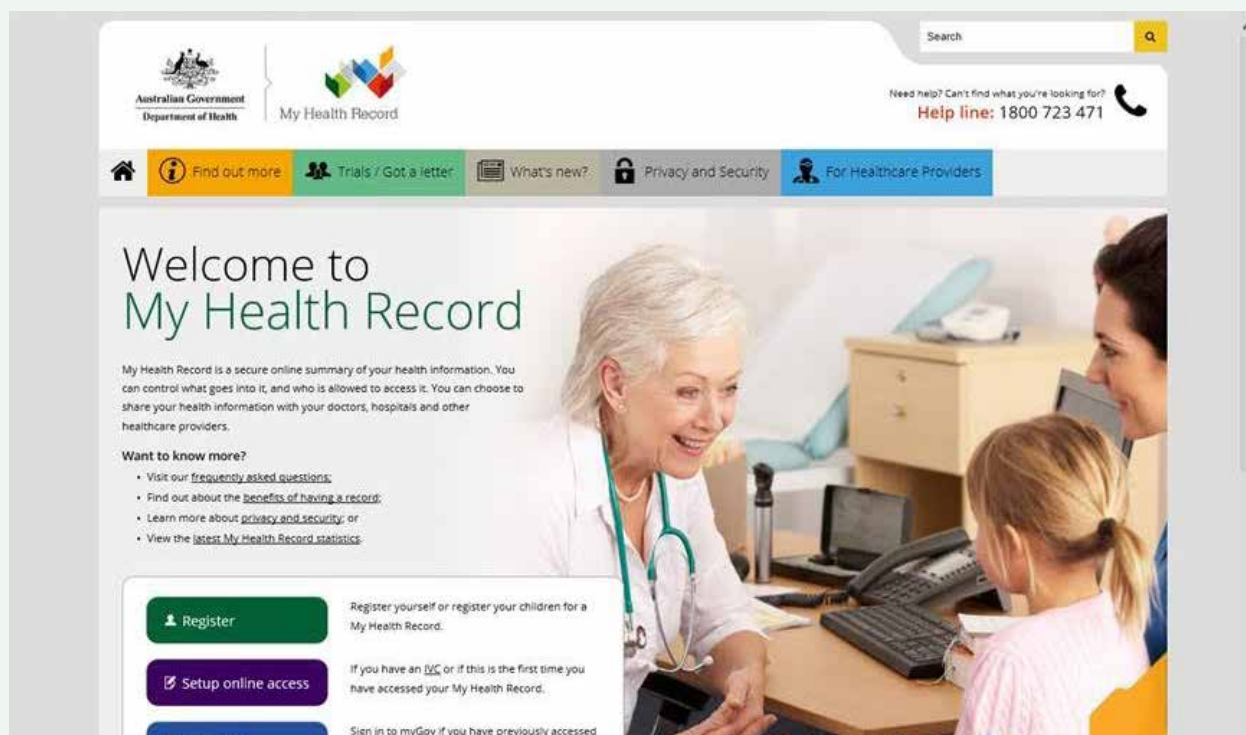 Search
Australian Government
Department of Health
My Health Record
Need help? Can't find what you're looking for?
Help line: 1800 723 471
Find out more
Trials / Got a letter
What's new?
Privacy and Security
For Healthcare Providers
Welcome to
My Health Record
My Health Record is a secure online summary of your health information. You
can control what goes into it, and who is allowed to access it. You can choose to
share your health information with your doctors, hospitals and other
healthcare providers.
Want to know more?
• Visit our frequently asked questions;
• Find out about the benefits of having a record;
• Learn more about privacy and security; or
• View the latest My Health Record statistics.
Register
Register yourself or register your children for a
My Health Record.
Setup online access
If you have an IVC or if this is the first time you
have accessed your My Health Record.
Sign in to myGov if you have previously accessed